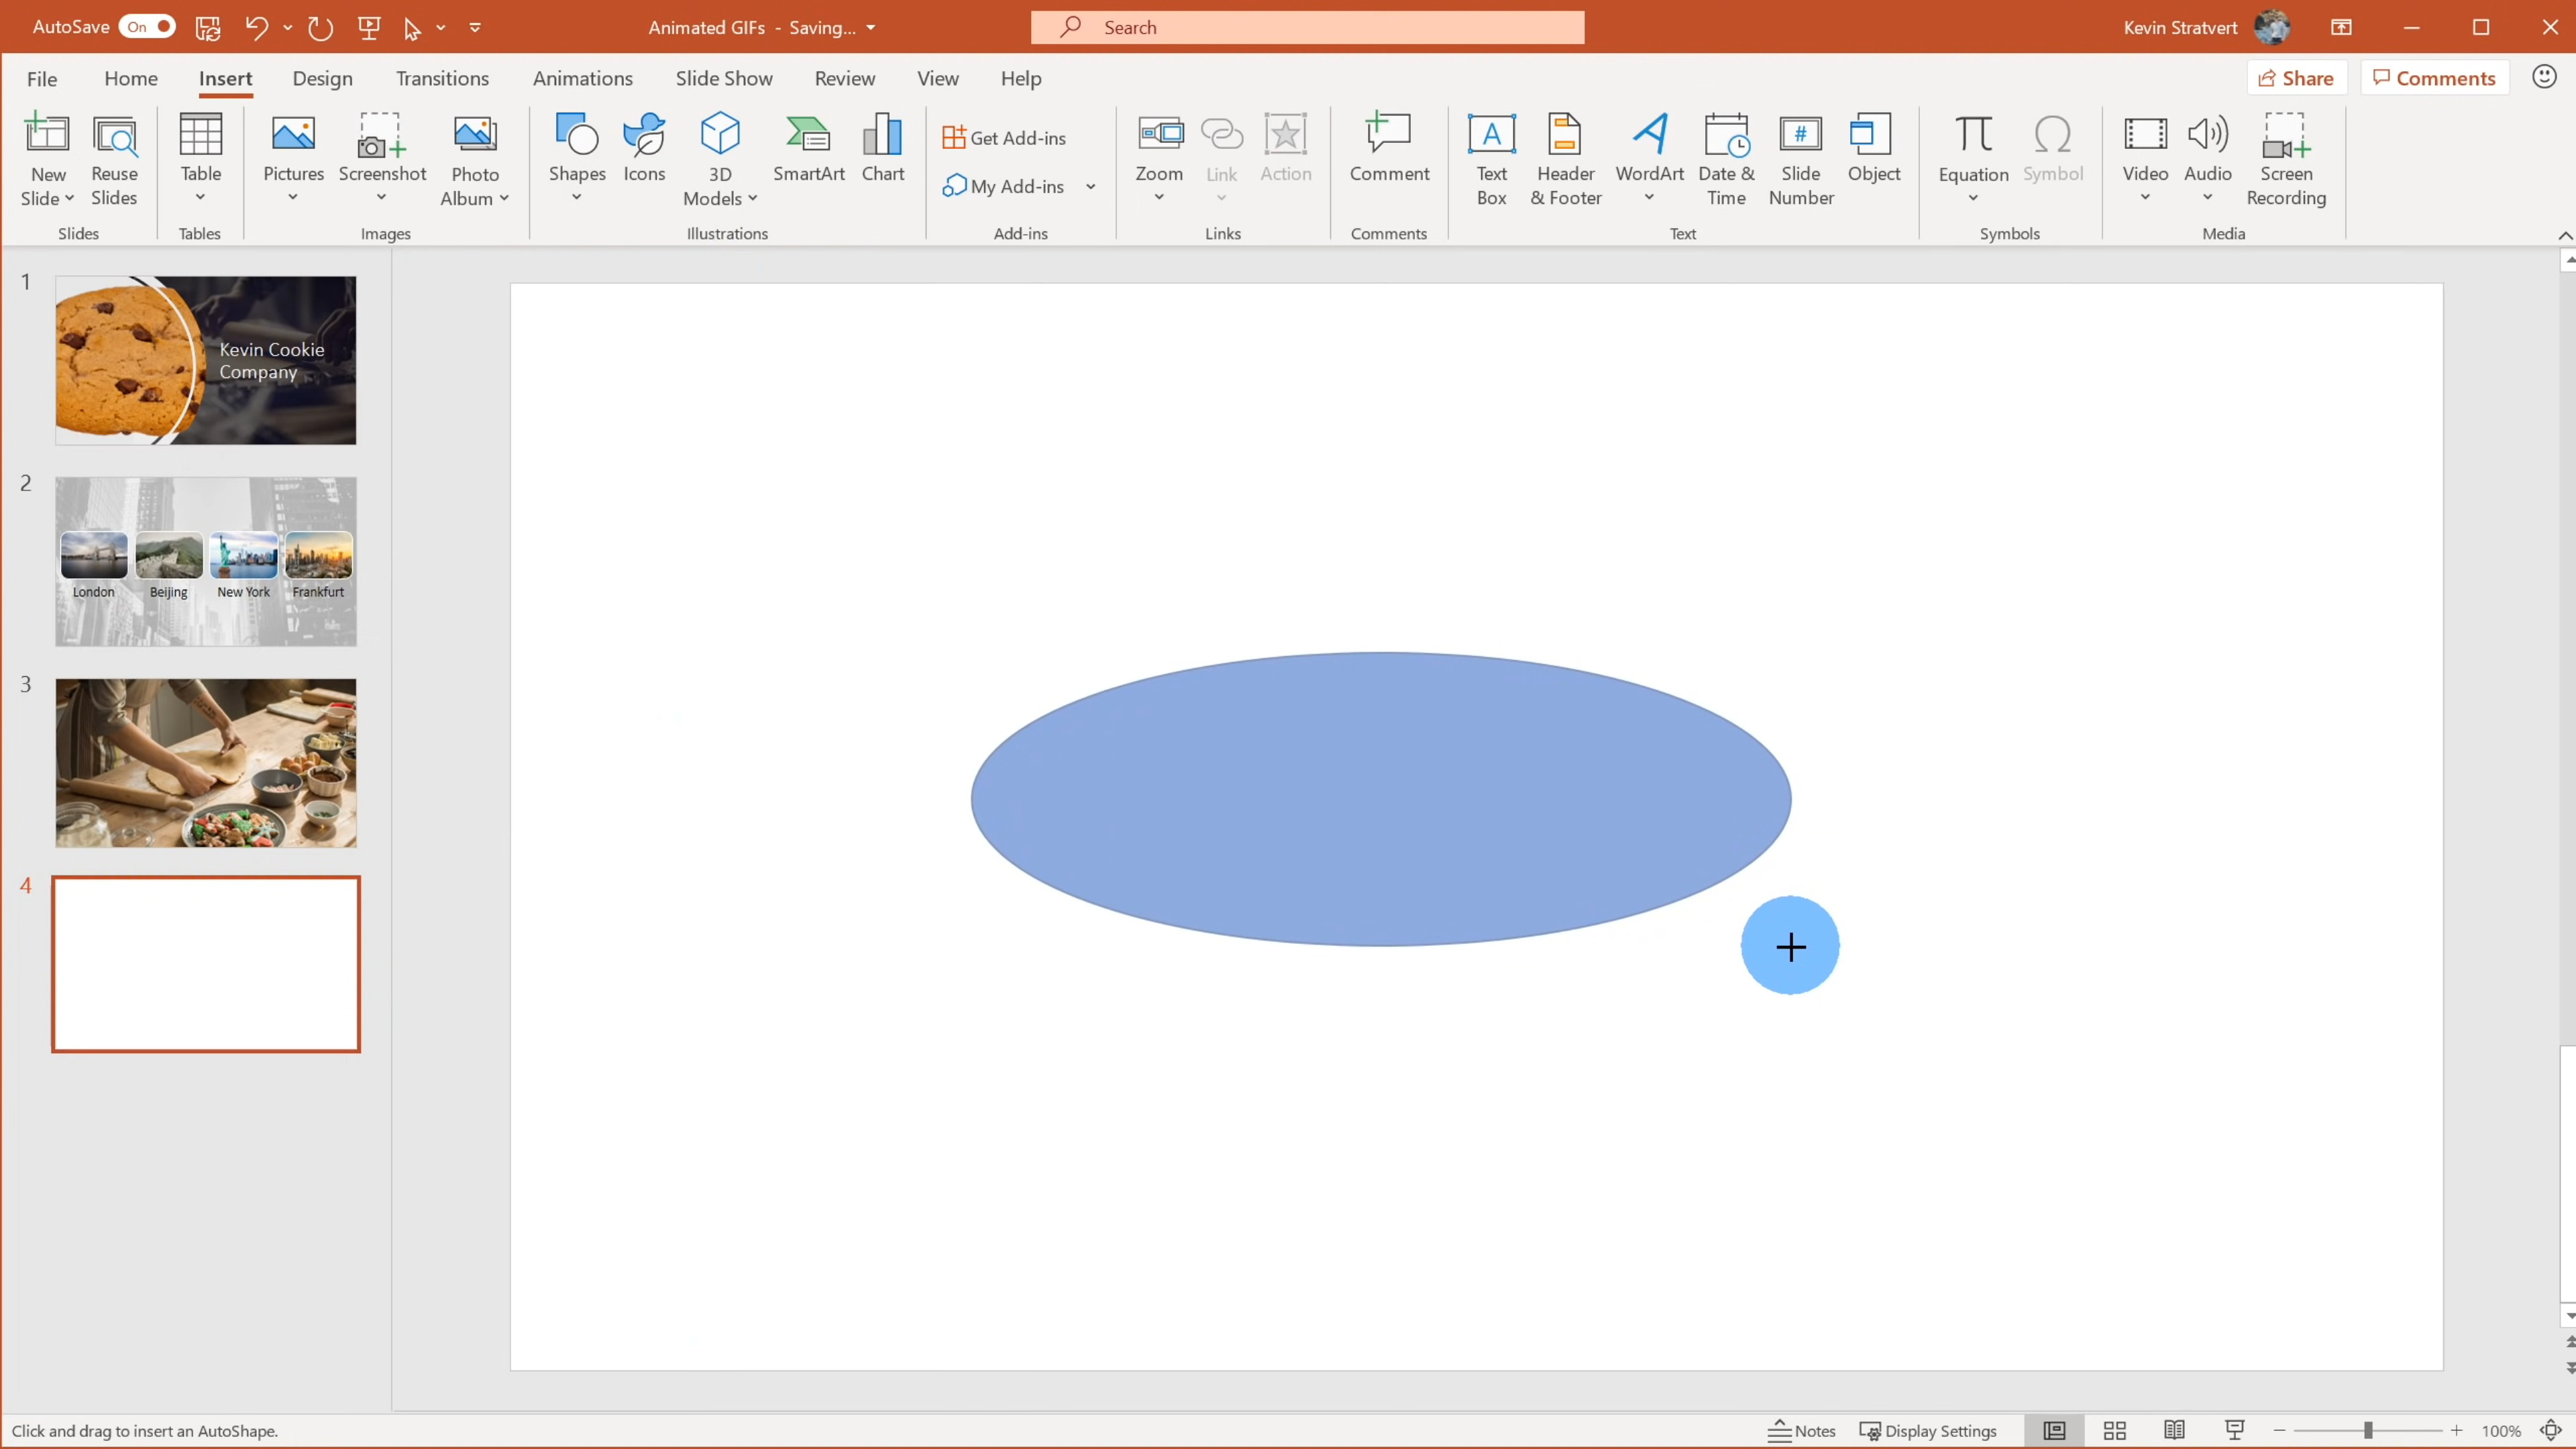 AutoSave On
Animated GIFs - Saving...
Search
Kevin Stratvert
File Home Insert Design Transitions Animations Slide Show Review View Help
Share Comments
New Slide
Reuse Slides
Slides
Table
Tables
Pictures
Screenshot
Photo Album
Images
Shapes
Icons
3D Models
SmartArt
Chart
Illustrations
Get Add-ins
My Add-ins
Add-ins
Zoom
Link
Action
Links
Comment
Comments
A
Text Box
Header & Footer
WordArt
Date & Time
#
Slide Number
Object
Text
π
Equation
Ω
Symbol
Symbols
Video
Audio
Screen Recording
Media
1
Kevin Cookie
Company
2
London Beijing New York Frankfurt
3
4
Click and drag to insert an AutoShape.
Notes Display Settings 100%